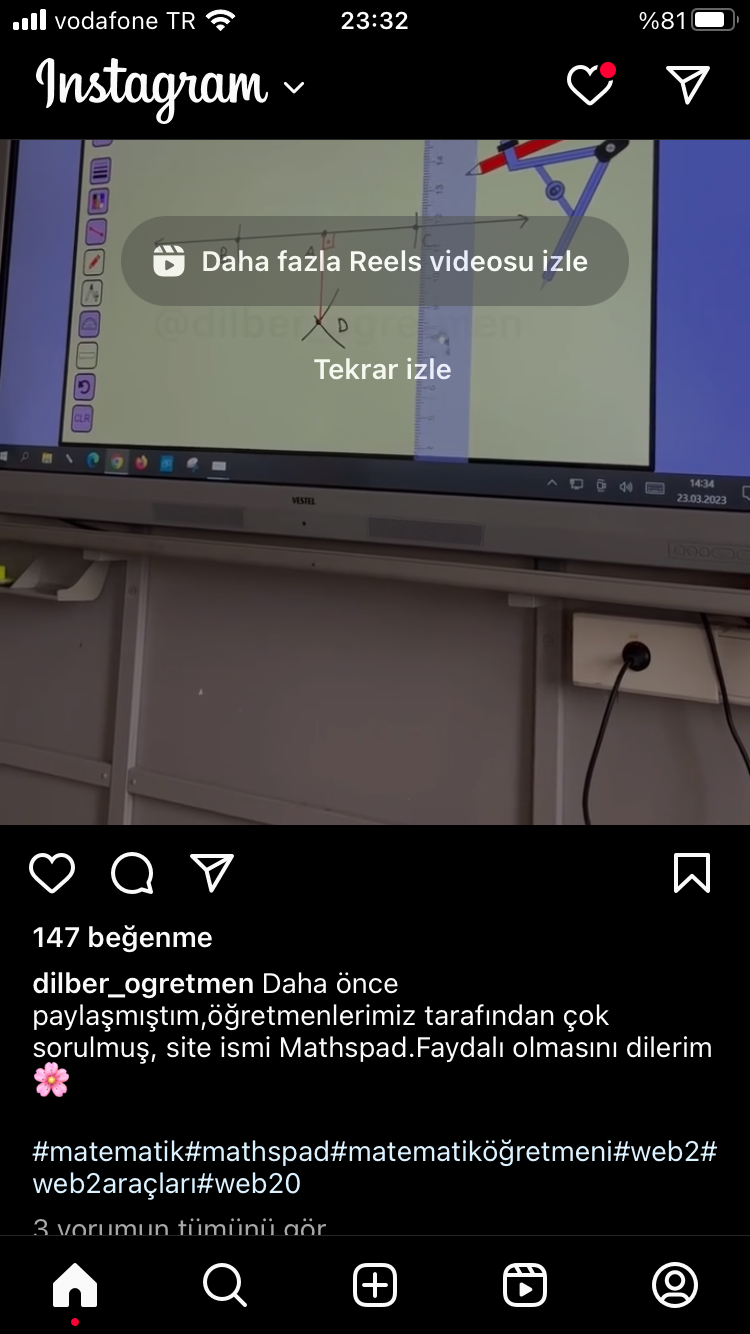 vodafone TR
23:32
%81
Instagram
14
13
C
D
Daha fazla Reels videosu izle
@dilber_ogretmen
Tekrar izle
CLR
VESTEL
14:34
23.03.2023
147 beğenme
dilber_ogretmen Daha önce
paylaşmıştım,öğretmenlerimiz tarafından çok
sorulmuş, site ismi Mathspad.Faydalı olmasını dilerim
#matematik#mathspad#matematiköğretmeni#web2#
web2araçları#web20
3 yorumun tümünü gör